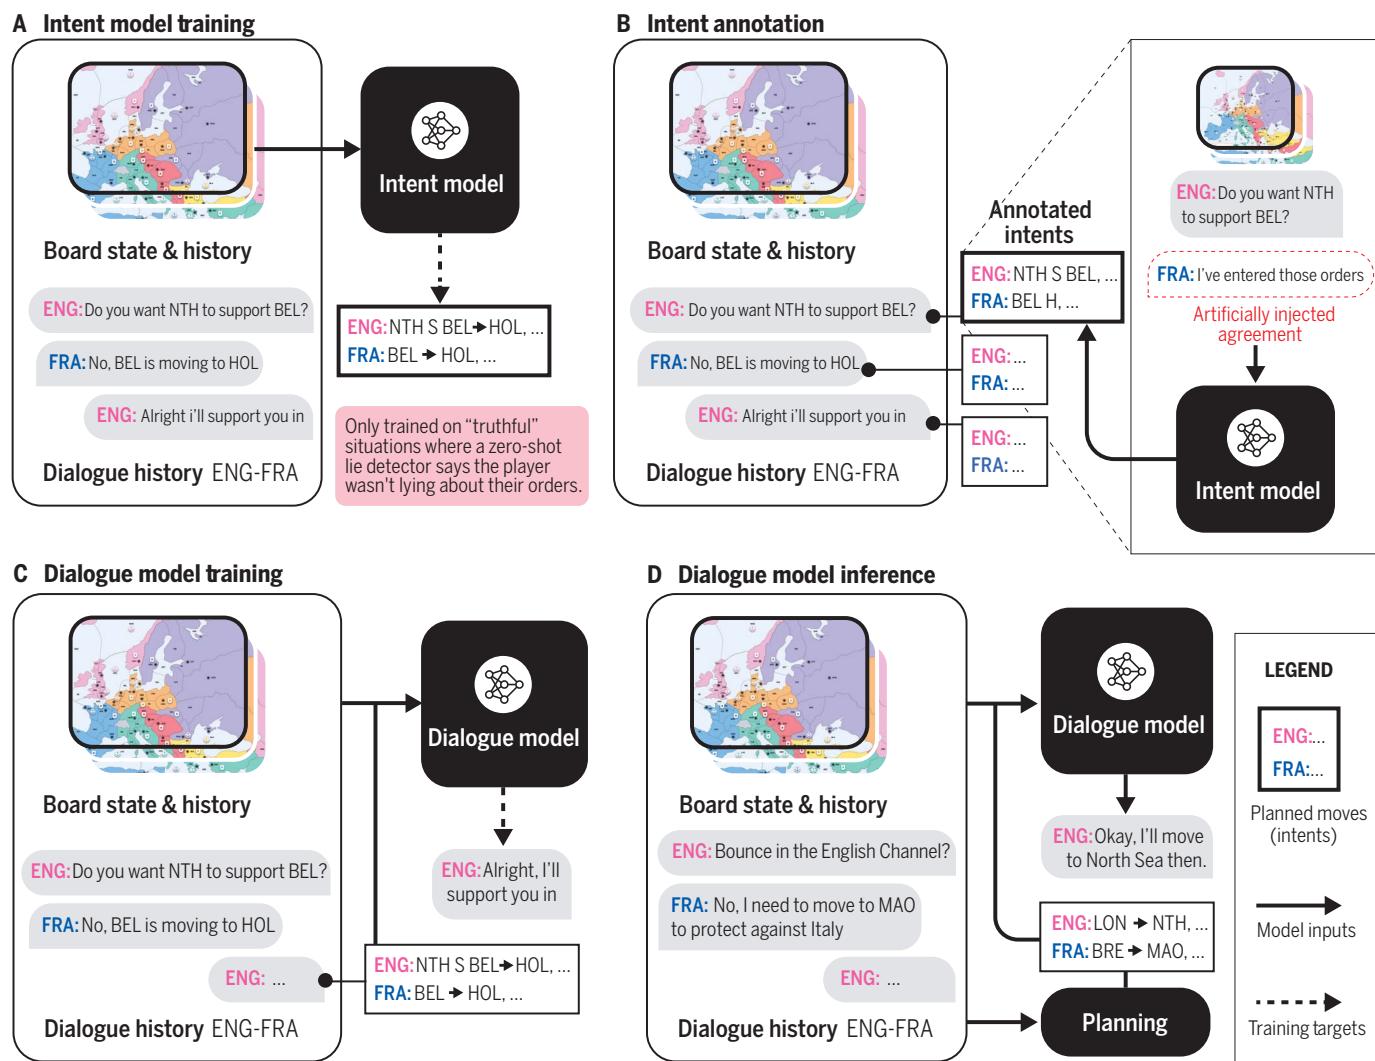 A Intent model training
Intent model
Board state & history
ENG: Do you want NTH to support BEL?
FRA: No, BEL is moving to HOL
ENG: Alright i'll support you in
Dialogue history ENG-FRA
ENG: NTH S BEL→HOL, ...
FRA: BEL → HOL, ...
Only trained on “truthful”
situations where a zero-shot
lie detector says the player
wasn't lying about their orders.
B Intent annotation
Board state & history
ENG: Do you want NTH to support BEL?
FRA: No, BEL is moving to HOL
ENG: Alright i'll support you in
Dialogue history ENG-FRA
Annotated
intents
ENG: NTH S BEL, ...
FRA: BEL H, ...
ENG: ...
FRA: ...
ENG: ...
FRA: ...
ENG: Do you want NTH
to support BEL?
FRA: I've entered those orders
Artificially injected
agreement
Intent model
C Dialogue model training
Board state & history
ENG: Do you want NTH to support BEL?
FRA: No, BEL is moving to HOL
ENG: ...
Dialogue history ENG-FRA
Dialogue model
ENG: Alright, I'll
support you in
ENG: NTH S BEL→HOL, ...
FRA: BEL → HOL, ...
D Dialogue model inference
Board state & history
ENG: Bounce in the English Channel?
FRA: No, I need to move to MAO
to protect against Italy
ENG: ...
Dialogue history ENG-FRA
Dialogue model
ENG: Okay, I'll move
to North Sea then.
ENG: LON → NTH, ...
FRA: BRE → MAO, ...
Planning
LEGEND
ENG:...
FRA:...
Planned moves
(intents)
Model inputs
Training targets